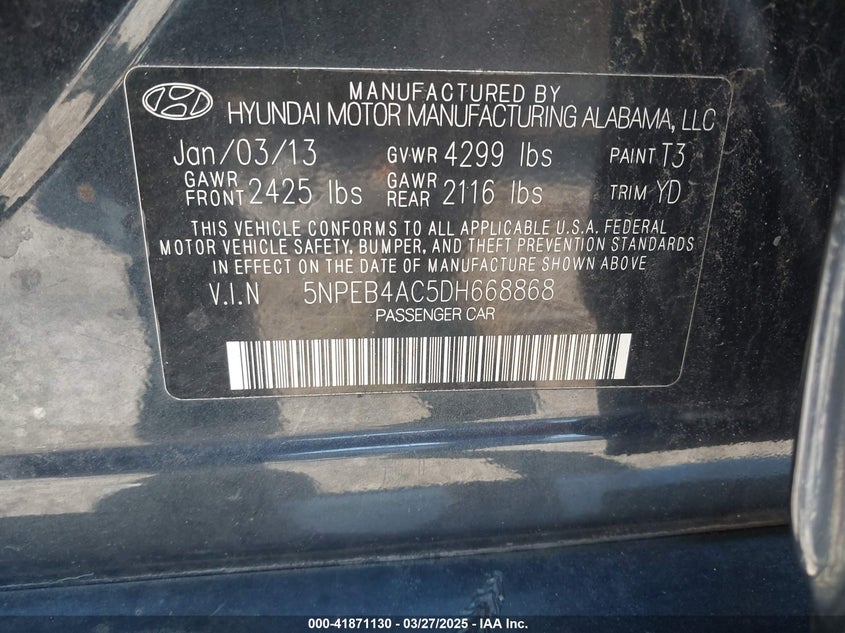 MANUFACTURED BY
HYUNDAI MOTOR MANUFACTURING ALABAMA, LLC
Jan/03/13 GVWR 4299 lbs PAINT T3
GAWR FRONT 2425 lbs GAWR REAR 2116 lbs TRIM YD
THIS VEHICLE CONFORMS TO ALL APPLICABLE U.S.A. FEDERAL
MOTOR VEHICLE SAFETY, BUMPER, AND THEFT PREVENTION STANDARDS
IN EFFECT ON THE DATE OF MANUFACTURE SHOWN ABOVE
V.I.N 5NPEB4AC5DH668868
PASSENGER CAR
000-41871130 - 03/27/2025 - IAA Inc.